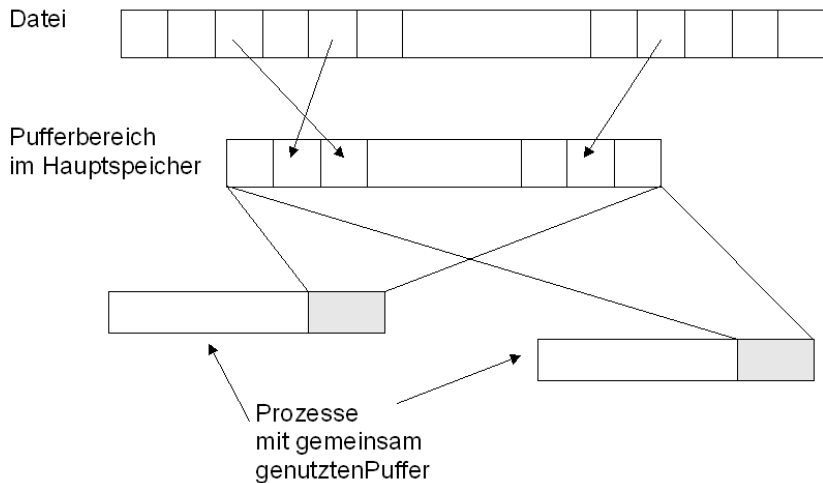 Datei
Pufferbereich
im Hauptspeicher
Prozesse
mit gemeinsam
genutztenPuffer